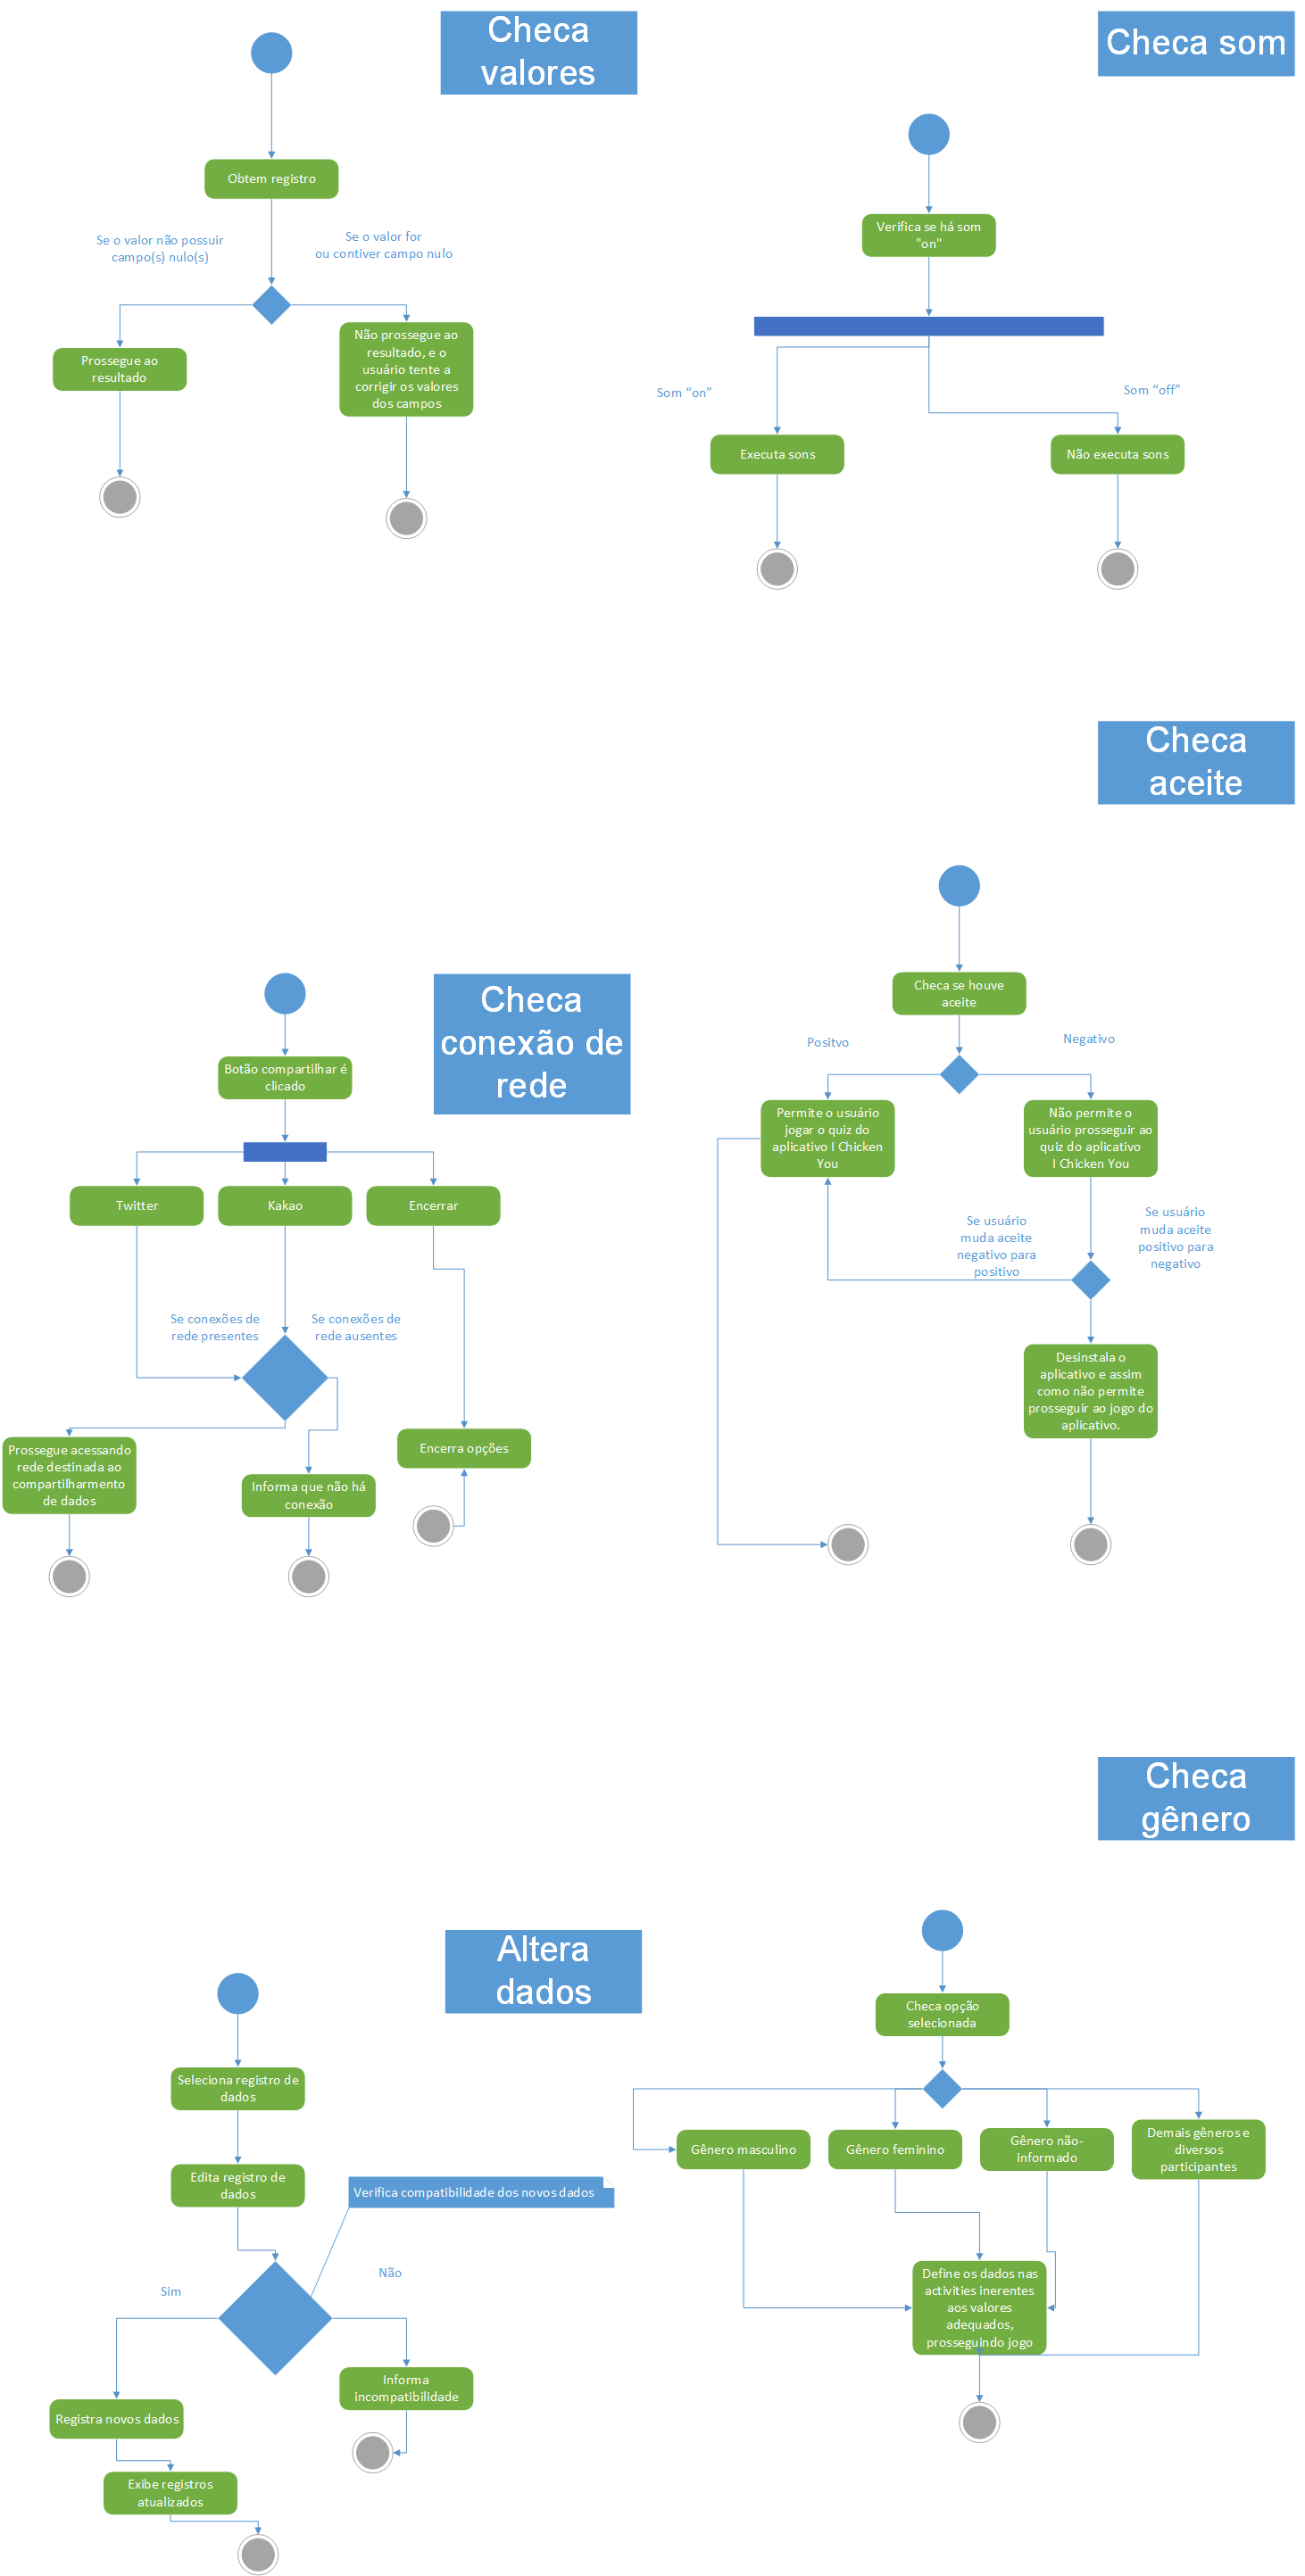 Checa
valores
Obtem registro
Se o valor não possuir
campo(s) nulo(s)
Se o valor for
ou contiver campo nulo
Prossegue ao
resultado
Não prossegue ao
resultado, e o
usuário tente a
corrigir os valores
dos campos
Checa som
Verifica se há som
"on"
Som “on”
Som “off”
Executa sons
Não executa sons
Checa
aceite
Checa se houve
aceite
Positvo
Negativo
Permite o usuário
jogar o quiz do
aplicativo I Chicken
You
Não permite o
usuário prosseguir ao
quiz do aplicativo
I Chicken You
Se usuário
muda aceite
negativo para
positivo
Se usuário
muda aceite
positivo para
negativo
Desinstala o
aplicativo e assim
como não permite
prosseguir ao jogo do
aplicativo.
Checa
conexão de
rede
Botão compartilhar é
clicado
Twitter
Kakao
Encerrar
Se conexões de
rede presentes
Se conexões de
rede ausentes
Prossegue acessando
rede destinada ao
compartilharmento
de dados
Informa que não há
conexão
Encerra opções
Checa
gênero
Checa opção
selecionada
Gênero masculino
Gênero feminino
Gênero não-
informado
Demais gêneros e
diversos
participantes
Define os dados nas
activities inerentes
aos valores
adequados,
prosseguindo jogo
Altera
dados
Seleciona registro de
dados
Edita registro de
dados
Verifica compatibilidade dos novos dados
Sim
Não
Informa
incompatibilidade
Registra novos dados
Exibe registros
atualizados